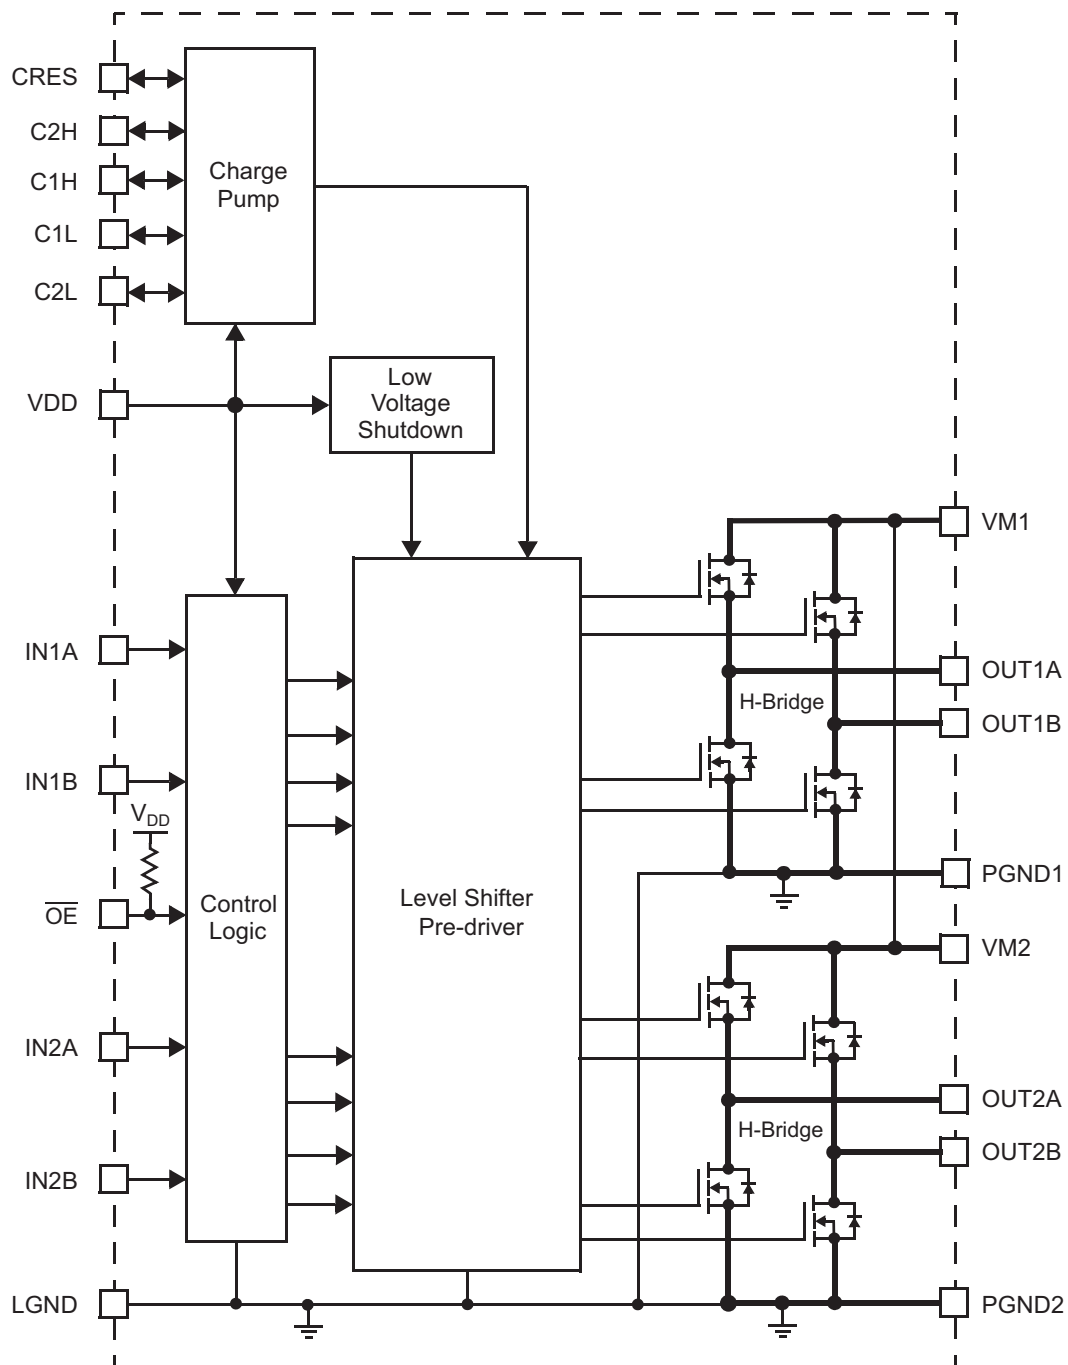 CRES
C2H
C1H
C1L
C2L
Charge
Pump
VDD
Low
Voltage
Shutdown
VM1
IN1A
OUT1A
H-Bridge
OUT1B
IN1B
VDD
PGND1
OE
Control
Logic
Level Shifter
Pre-driver
VM2
IN2A
OUT2A
H-Bridge
OUT2B
IN2B
LGND
PGND2